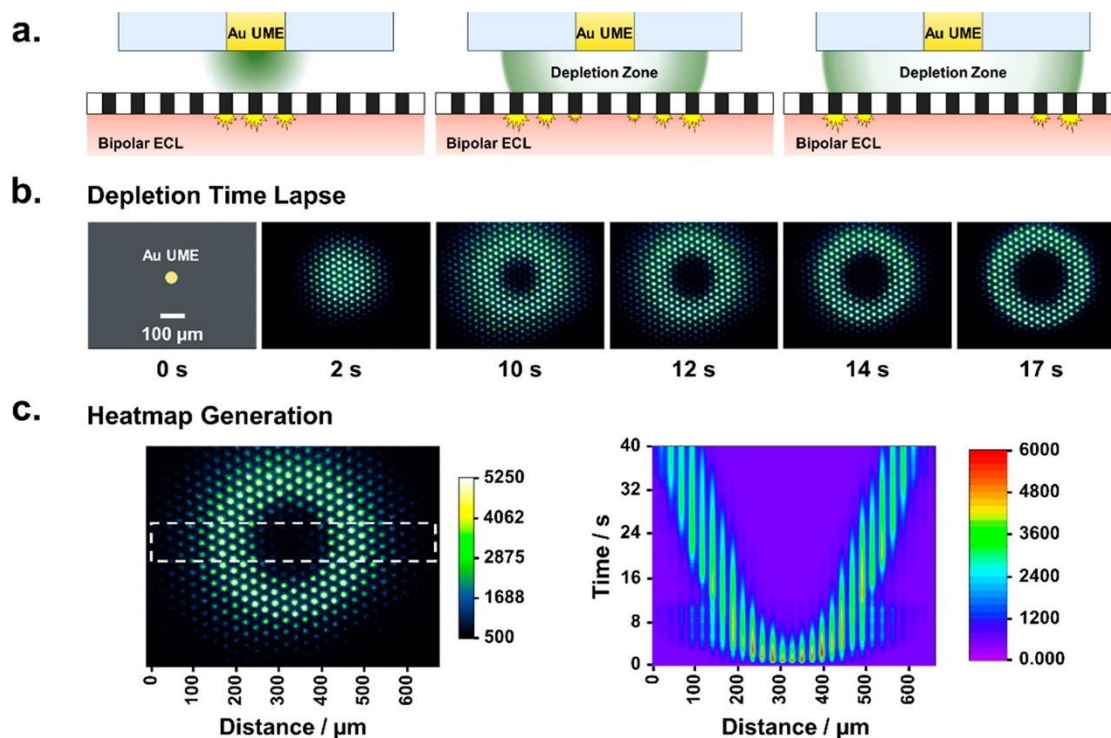 a.
Au UME
Au UME
Au UME
Depletion Zone
Depletion Zone
Bipolar ECL
Bipolar ECL
Bipolar ECL
b. Depletion Time Lapse
Au UME
100 µm
0 s
2 s
10 s
12 s
14 s
17 s
c. Heatmap Generation
5250
4062
2875
1688
500
0
100
200
300
400
500
600
Distance / µm
40
32
24
16
8
0
Time / s
0
100
200
300
400
500
600
Distance / µm
6000
4800
3600
2400
1200
0.000